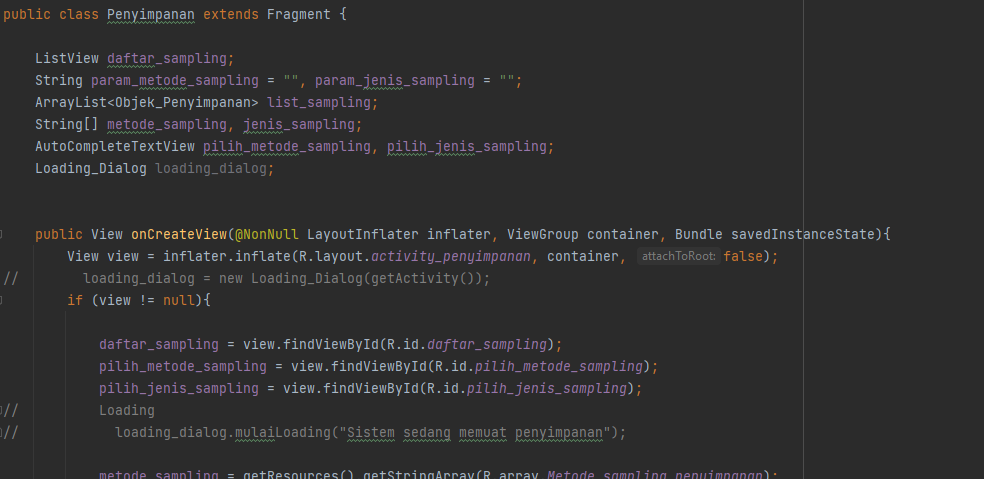 public class Penyimpanan extends Fragment {
ListView daftar_sampling;
String param_metode_sampling = "", param_jenis_sampling = "";
ArrayList<Objek_Penyimpanan> list_sampling;
String[] metode_sampling, jenis_sampling;
AutoCompleteTextView pilih_metode_sampling, pilih_jenis_sampling;
Loading_Dialog loading_dialog;
public View onCreateView(@NonNull LayoutInflater inflater, ViewGroup container, Bundle savedInstanceState){
View view = inflater.inflate(R.layout.activity_penyimpanan, container, attachToRoot: false);
// loading_dialog = new Loading_Dialog(getActivity());
if (view != null){
daftar_sampling = view.findViewById(R.id.daftar_sampling);
pilih_metode_sampling = view.findViewById(R.id.pilih_metode_sampling);
pilih_jenis_sampling = view.findViewById(R.id.pilih_jenis_sampling);
// Loading
// loading_dialog.mulaiLoading("Sistem sedang memuat penyimpanan");
metode_sampling = getResources().getStringArray(R.array.Metode_sampling_penyimpanan);